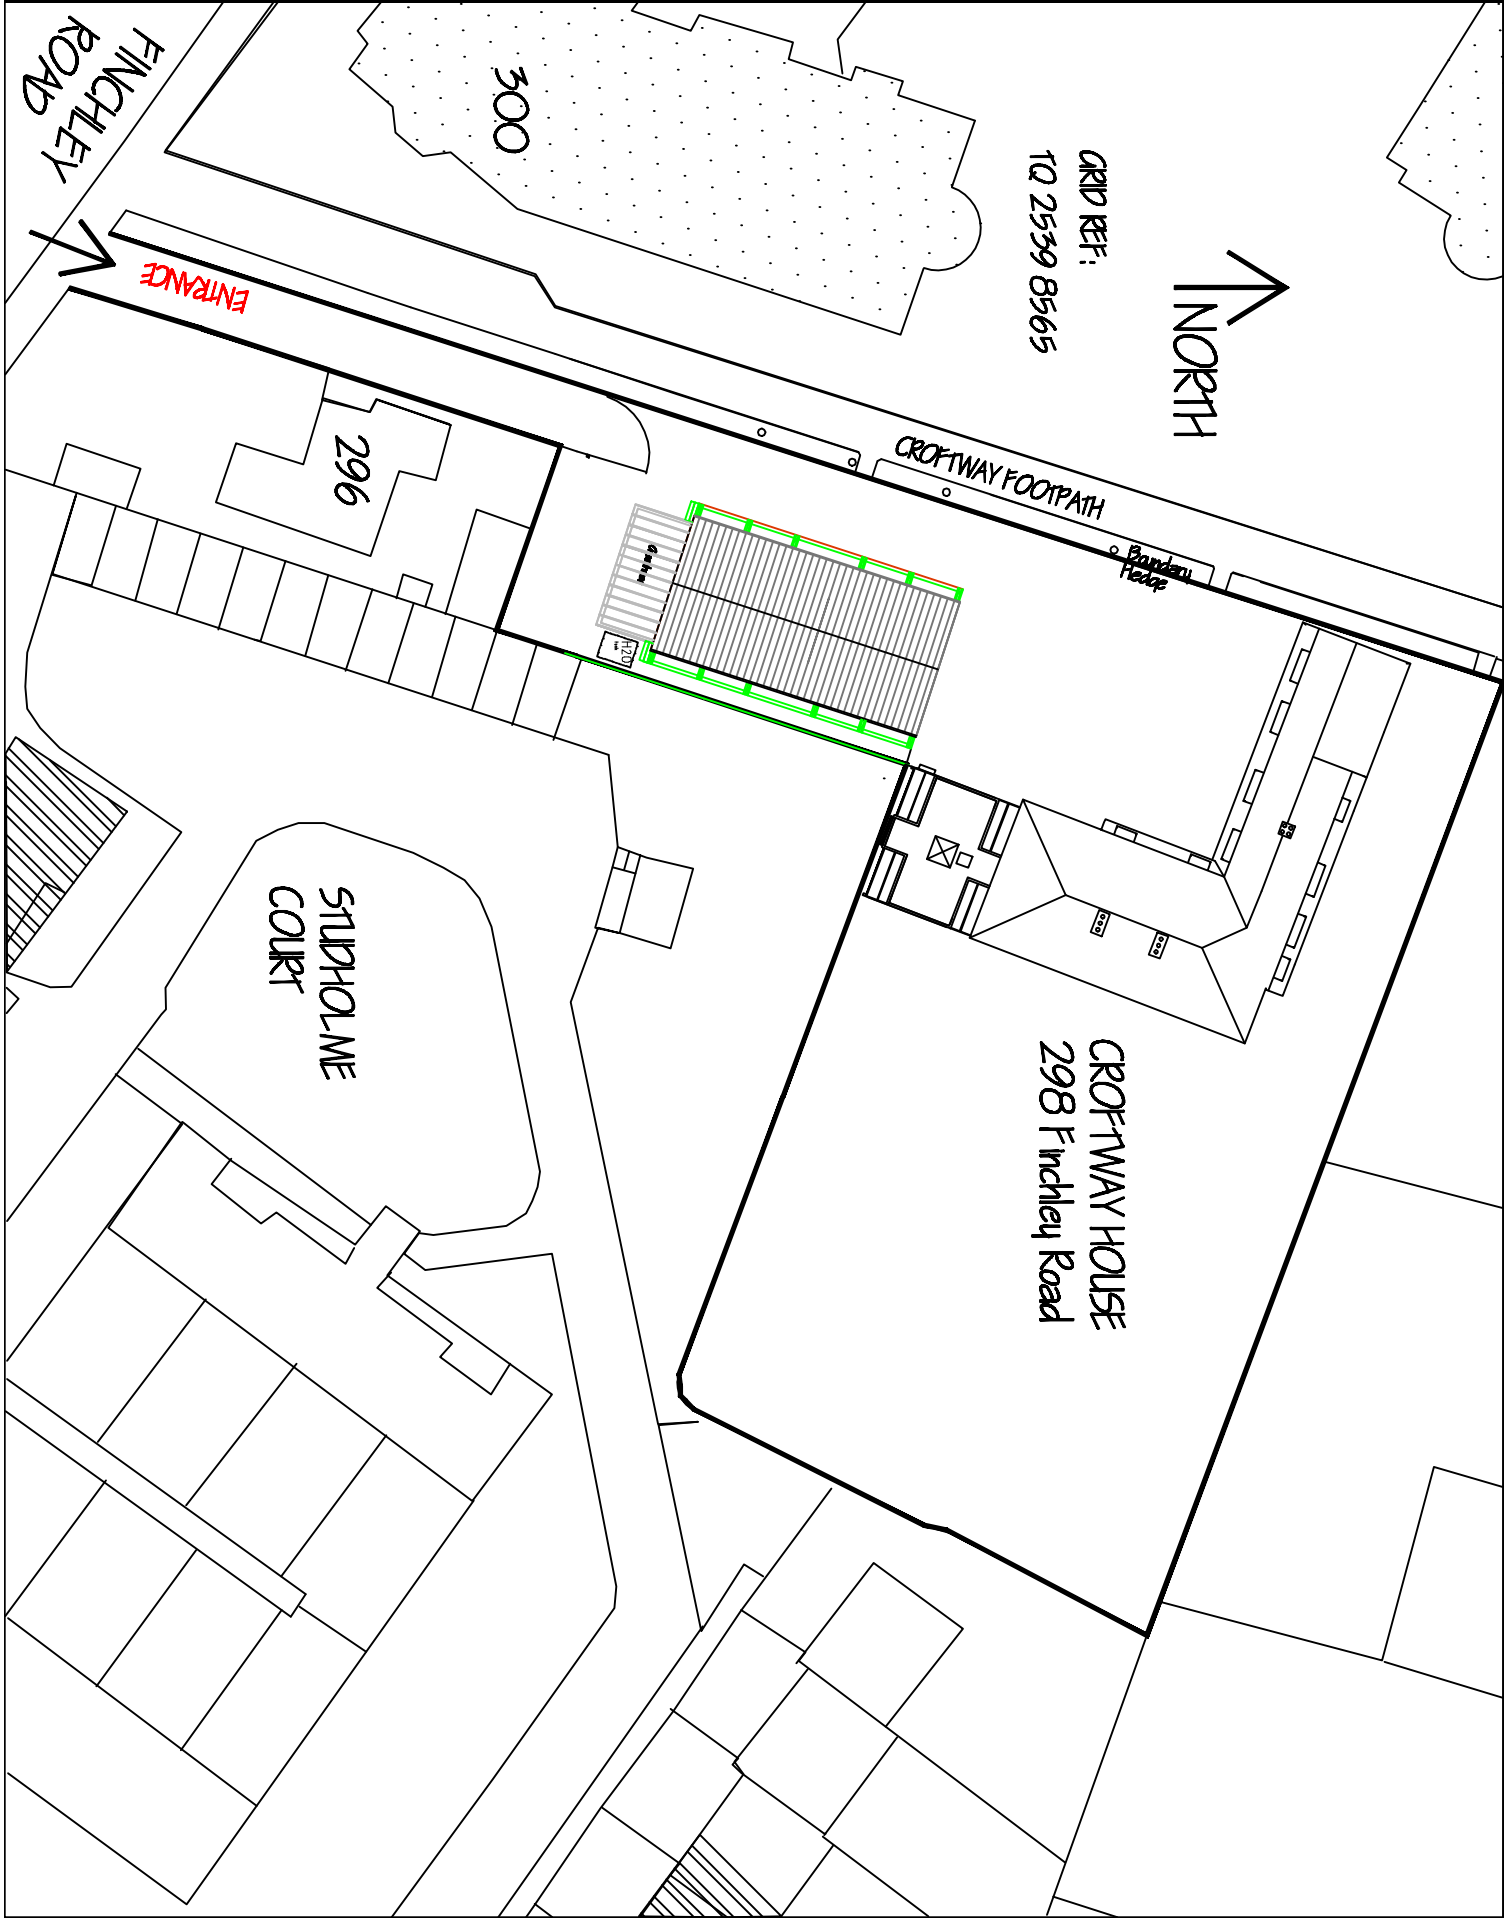 FINCHLEY
ROAD
300
GRID REF:
TQ 2539 8565
NORTH
ENTRANCE
296
CROFTWAY FOOTPATH
Boundary
Hedge
H2O
STUDHOLME
COURT
CROFTWAY HOUSE
298 Finchley Road